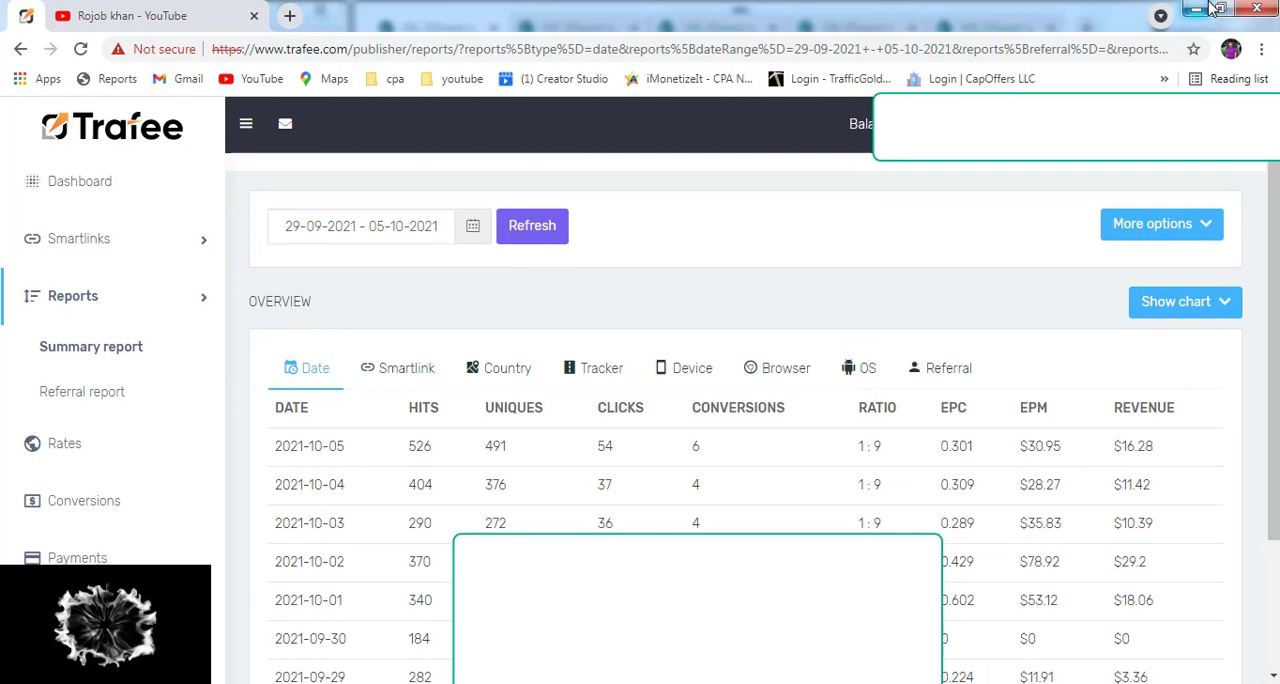 Rojob khan - YouTube
Not secure https://www.trafee.com/publisher/reports/?reports%5Btype%5D=date&reports%5BdateRange%5D=29-09-2021+-+05-10-2021&reports%5Breferral%5D=&reports...
Apps Reports Gmail YouTube Maps cpa youtube (1) Creator Studio iMonetizeIt - CPA N... Login - TrafficGold... Login | CapOffers LLC » Reading list
Trafee
Bala
Dashboard
Smartlinks
Reports
Summary report
Referral report
Rates
Conversions
Payments
29-09-2021 - 05-10-2021 Refresh More options
OVERVIEW Show chart
Date Smartlink Country Tracker Device Browser OS Referral
DATE HITS UNIQUES CLICKS CONVERSIONS RATIO EPC EPM REVENUE
2021-10-05 526 491 54 6 1 : 9 0.301 $30.95 $16.28
2021-10-04 404 376 37 4 1 : 9 0.309 $28.27 $11.42
2021-10-03 290 272 36 4 1 : 9 0.289 $35.83 $10.39
2021-10-02 370 0.429 $78.92 $29.2
2021-10-01 340 0.602 $53.12 $18.06
2021-09-30 184 0 $0 $0
2021-09-29 282 0.224 $11.91 $3.36